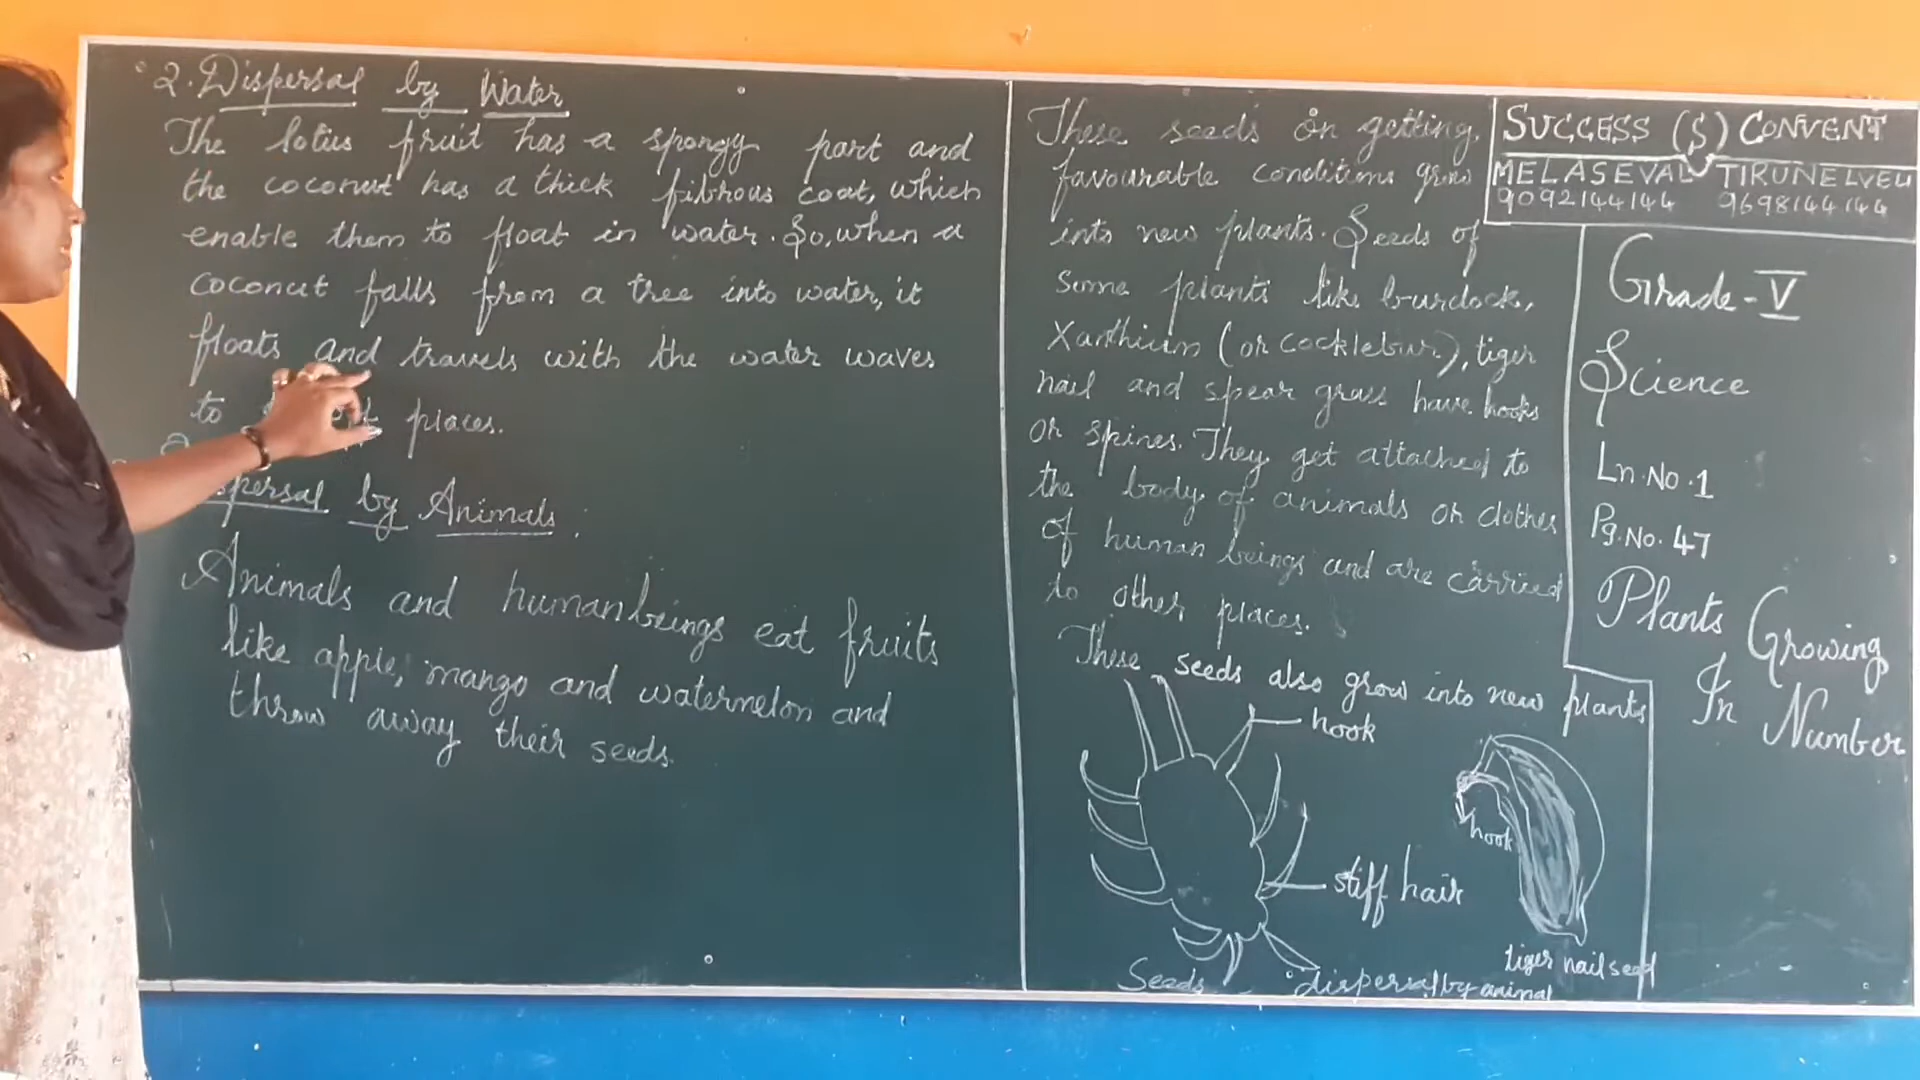 2. Dispersal by Water
The lotus fruit has a spongy part and
the coconut has a thick fibrous coat, which
enable them to float in water. So, when a
coconut falls from a tree into water, it
floats and travels with the water waves
to places.
by Animals :
Animals and human beings eat fruits
like apple, mango and watermelon and
throw away their seeds.
These seeds on getting
favourable conditions grow
into new plants. Seeds of
some plants like burdock,
Xanthium (or cocklebur), tiger
nail and spear grass have hooks
or spines. They get attached to
the body of animals or clothes
of human beings and are carried
to other places.
These seeds also grow into new plants
hook
stiff hair
Seeds dispersal by animal
hook
tiger nail seed
SUCCESS (S) CONVENT
MELASEVAL TIRUNELVELI
9092144144 9698144144
Grade - V
Science
Ln. No. 1
Pg. No. 47
Plants Growing
In Number